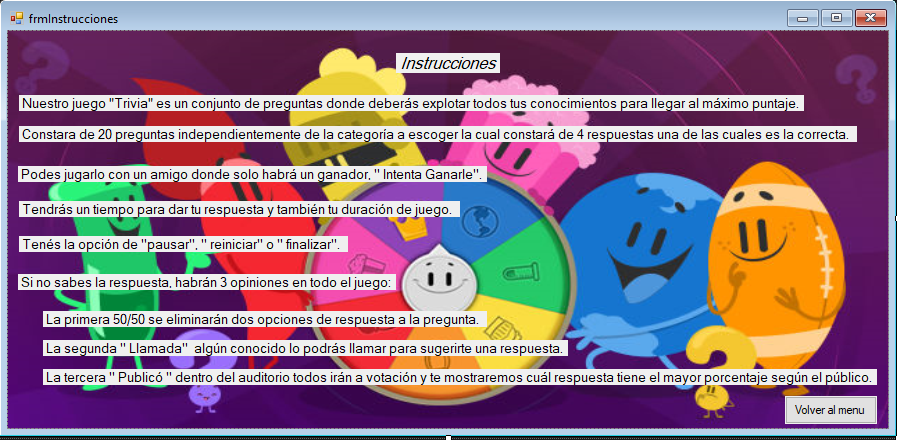 frmInstrucciones
Instrucciones
Nuestro juego "Trivia" es un conjunto de preguntas donde deberás explotar todos tus conocimientos para llegar al máximo puntaje.
Constara de 20 preguntas independientemente de la categoría a escoger la cual constará de 4 respuestas una de las cuales es la correcta.
Podes jugarlo con un amigo donde solo habrá un ganador, " Intenta Ganarle".
Tendrás un tiempo para dar tu respuesta y también tu duración de juego.
Tenés la opción de "pausar", " reiniciar" o " finalizar".
Si no sabes la respuesta, habrán 3 opiniones en todo el juego:
La primera 50/50 se eliminarán dos opciones de respuesta a la pregunta.
La segunda " Llamada" algún conocido lo podrás llamar para sugerirte una respuesta.
La tercera " Publicó " dentro del auditorio todos irán a votación y te mostraremos cuál respuesta tiene el mayor porcentaje según el público.
Volver al menu